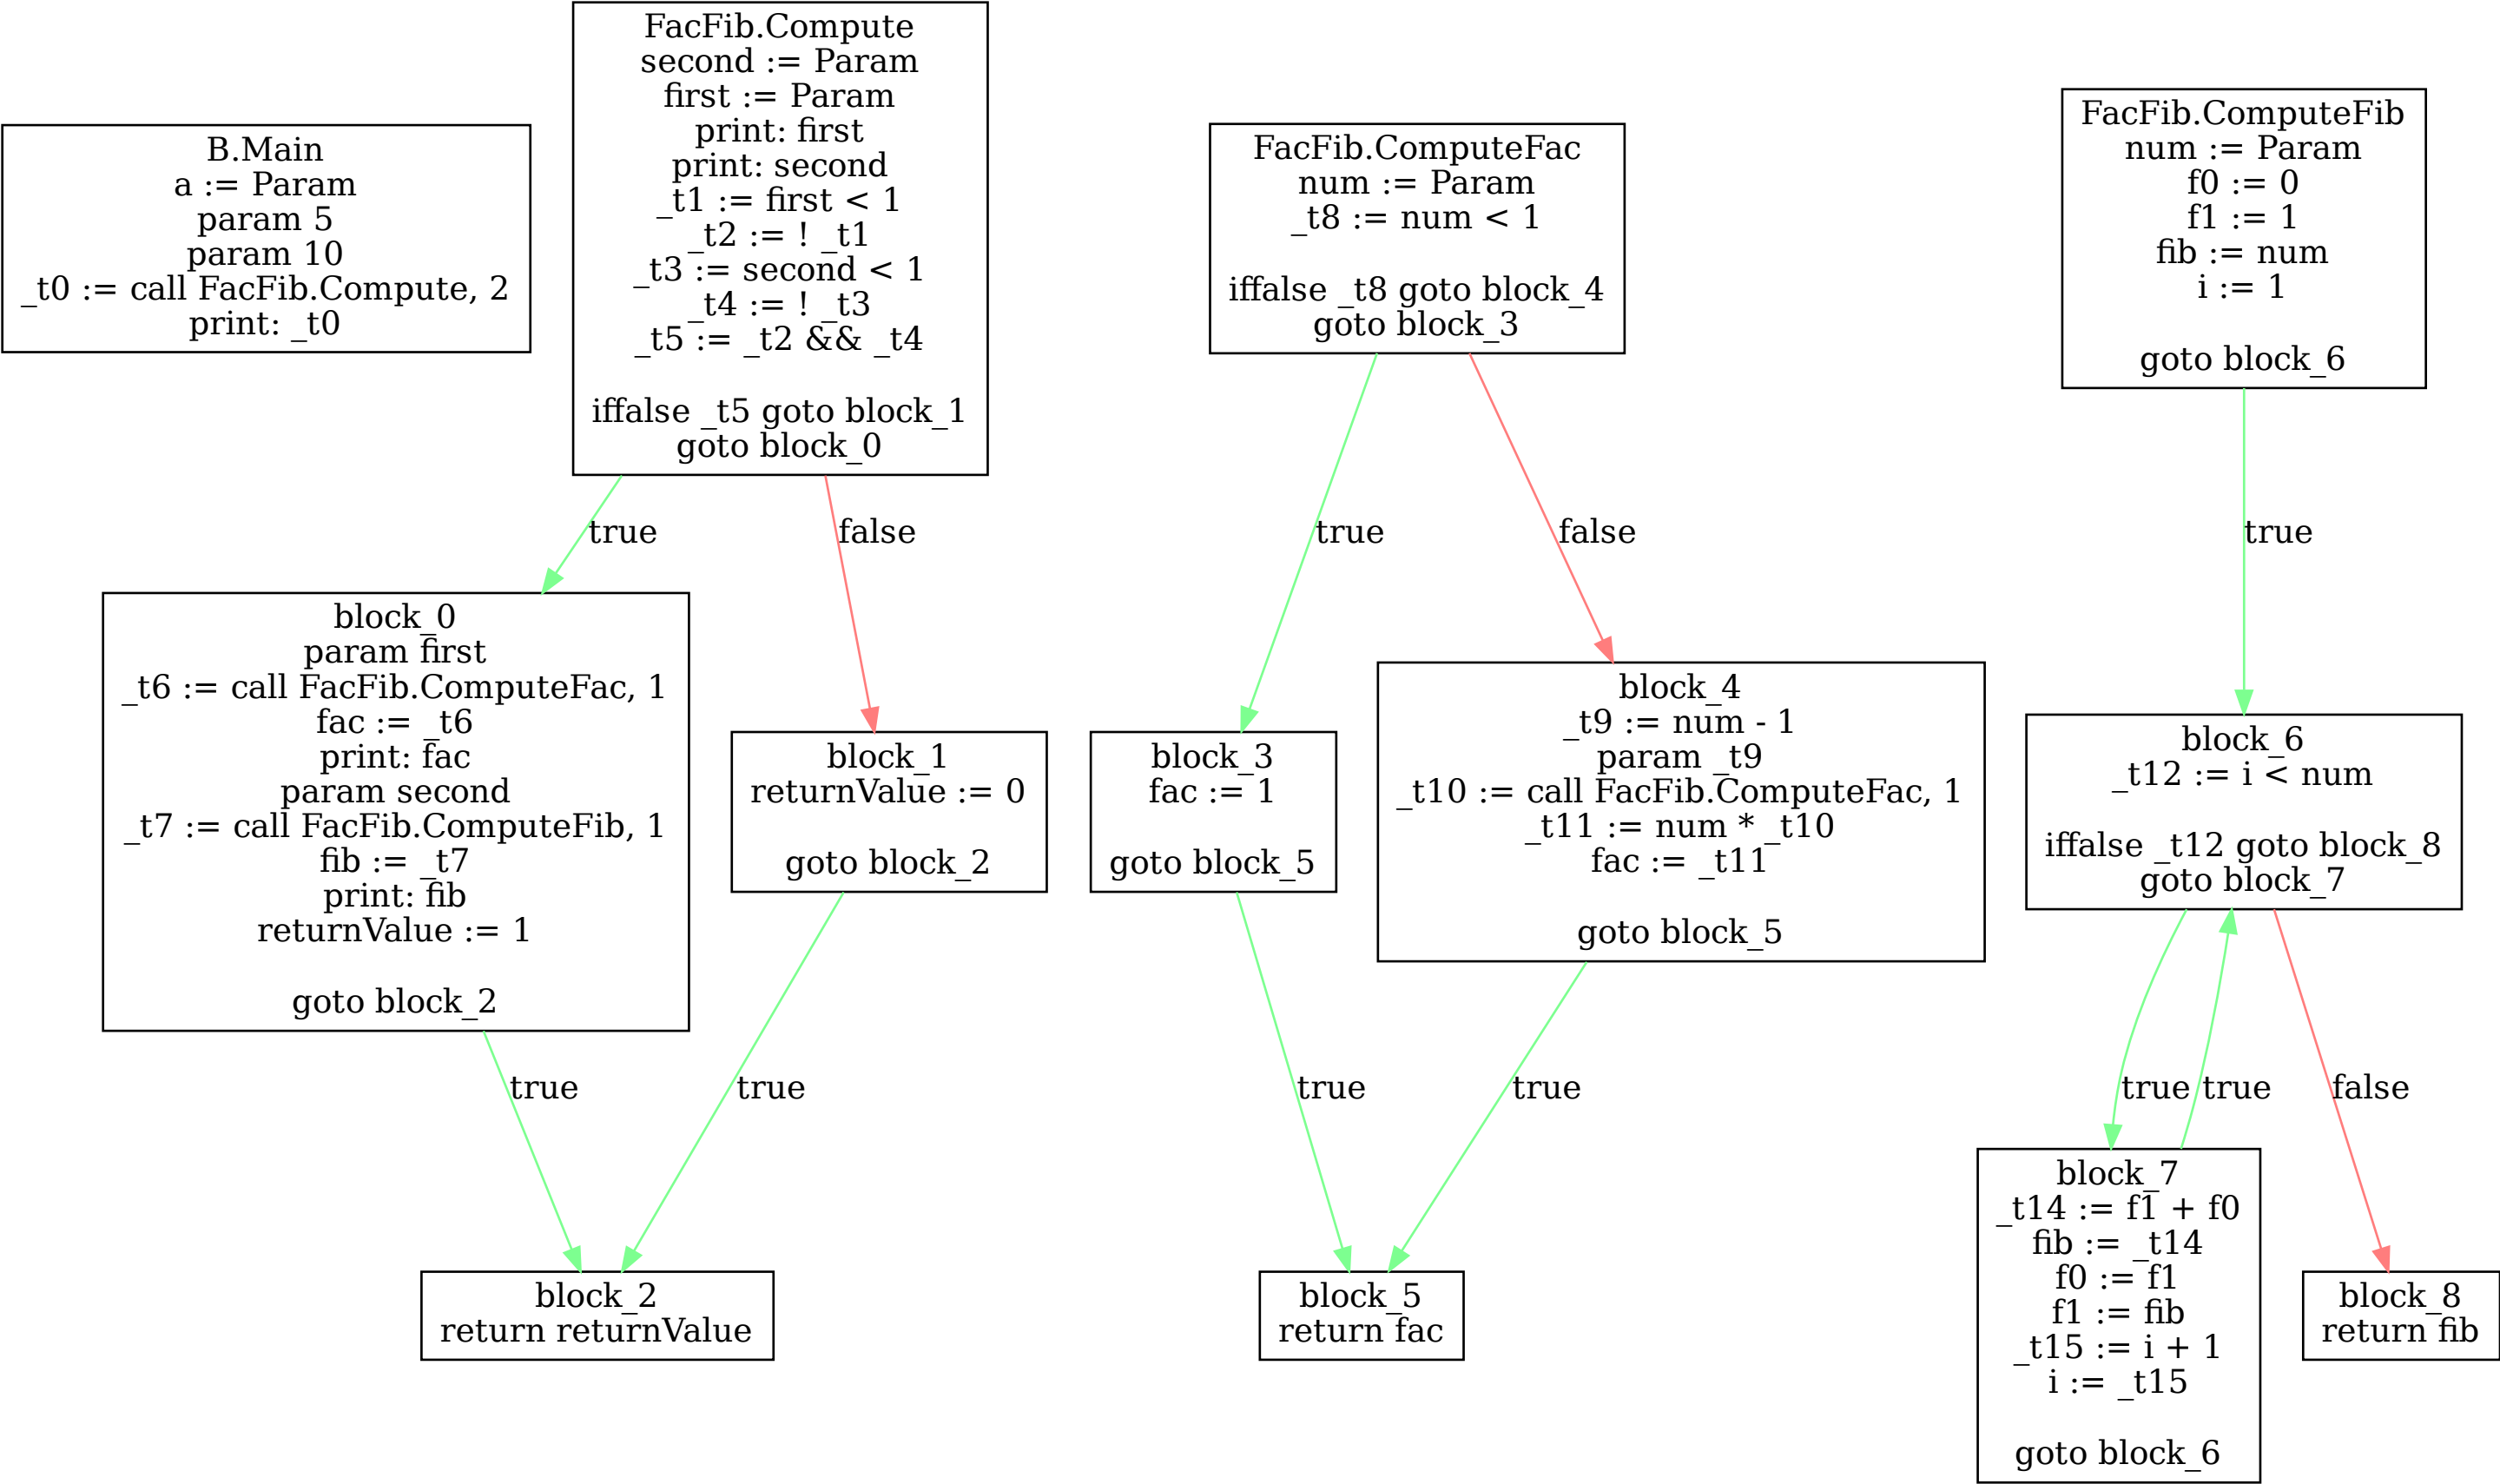 B.Main
a := Param
param 5
param 10
_t0 := call FacFib.Compute, 2
print: _t0
FacFib.Compute
second := Param
first := Param
print: first
print: second
_t1 := first < 1
_t2 := ! _t1
_t3 := second < 1
_t4 := ! _t3
_t5 := _t2 && _t4
iffalse _t5 goto block_1
goto block_0
FacFib.ComputeFac
num := Param
_t8 := num < 1
iffalse _t8 goto block_4
goto block_3
FacFib.ComputeFib
num := Param
f0 := 0
f1 := 1
fib := num
i := 1
goto block_6
true
false
true
false
true
block_0
param first
_t6 := call FacFib.ComputeFac, 1
fac := _t6
print: fac
param second
_t7 := call FacFib.ComputeFib, 1
fib := _t7
print: fib
returnValue := 1
goto block_2
block_1
returnValue := 0
goto block_2
block_3
fac := 1
goto block_5
block_4
_t9 := num - 1
param _t9
_t10 := call FacFib.ComputeFac, 1
_t11 := num * _t10
fac := _t11
goto block_5
block_6
_t12 := i < num
iffalse _t12 goto block_8
goto block_7
true
true
true
true
true
true
false
block_2
return returnValue
block_5
return fac
block_7
_t14 := f1 + f0
fib := _t14
f0 := f1
f1 := fib
_t15 := i + 1
i := _t15
goto block_6
block_8
return fib